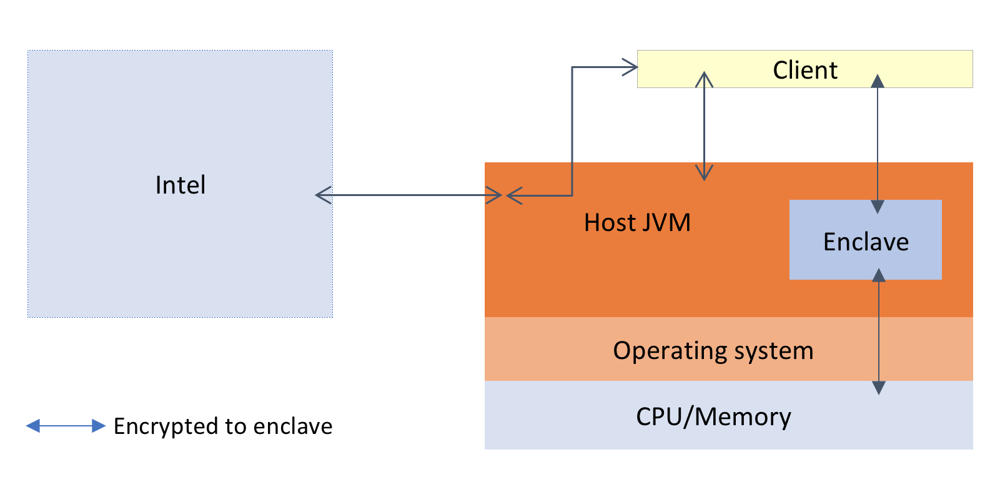 Client
Intel
Host JVM
Enclave
Operating system
CPU/Memory
Encrypted to enclave